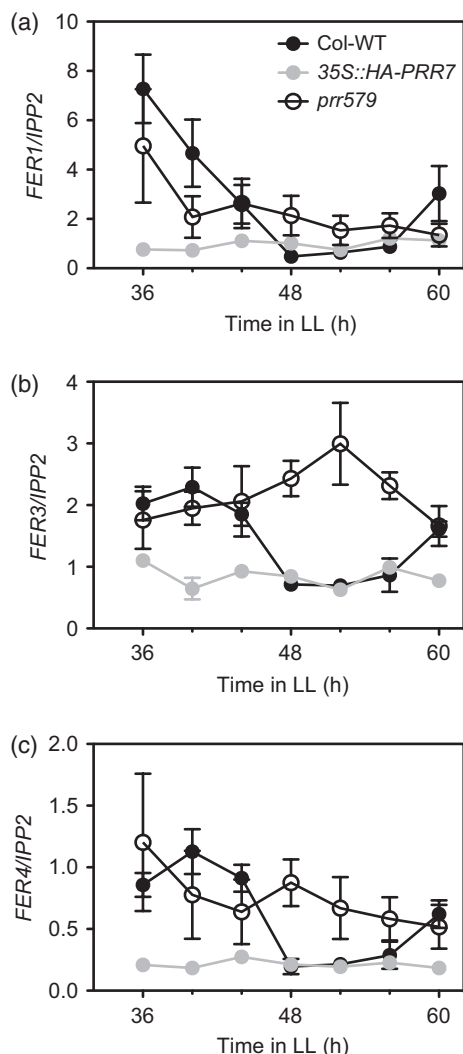 (a)
FER1/IPP2
10
8
6
4
2
0
Col-WT
35S::HA-PRR7
prr579
36 48 60
Time in LL (h)
(b)
FER3/IPP2
4
3
2
1
0
36 48 60
Time in LL (h)
(c)
FER4/IPP2
2.0
1.5
1.0
0.5
0.0
36 48 60
Time in LL (h)